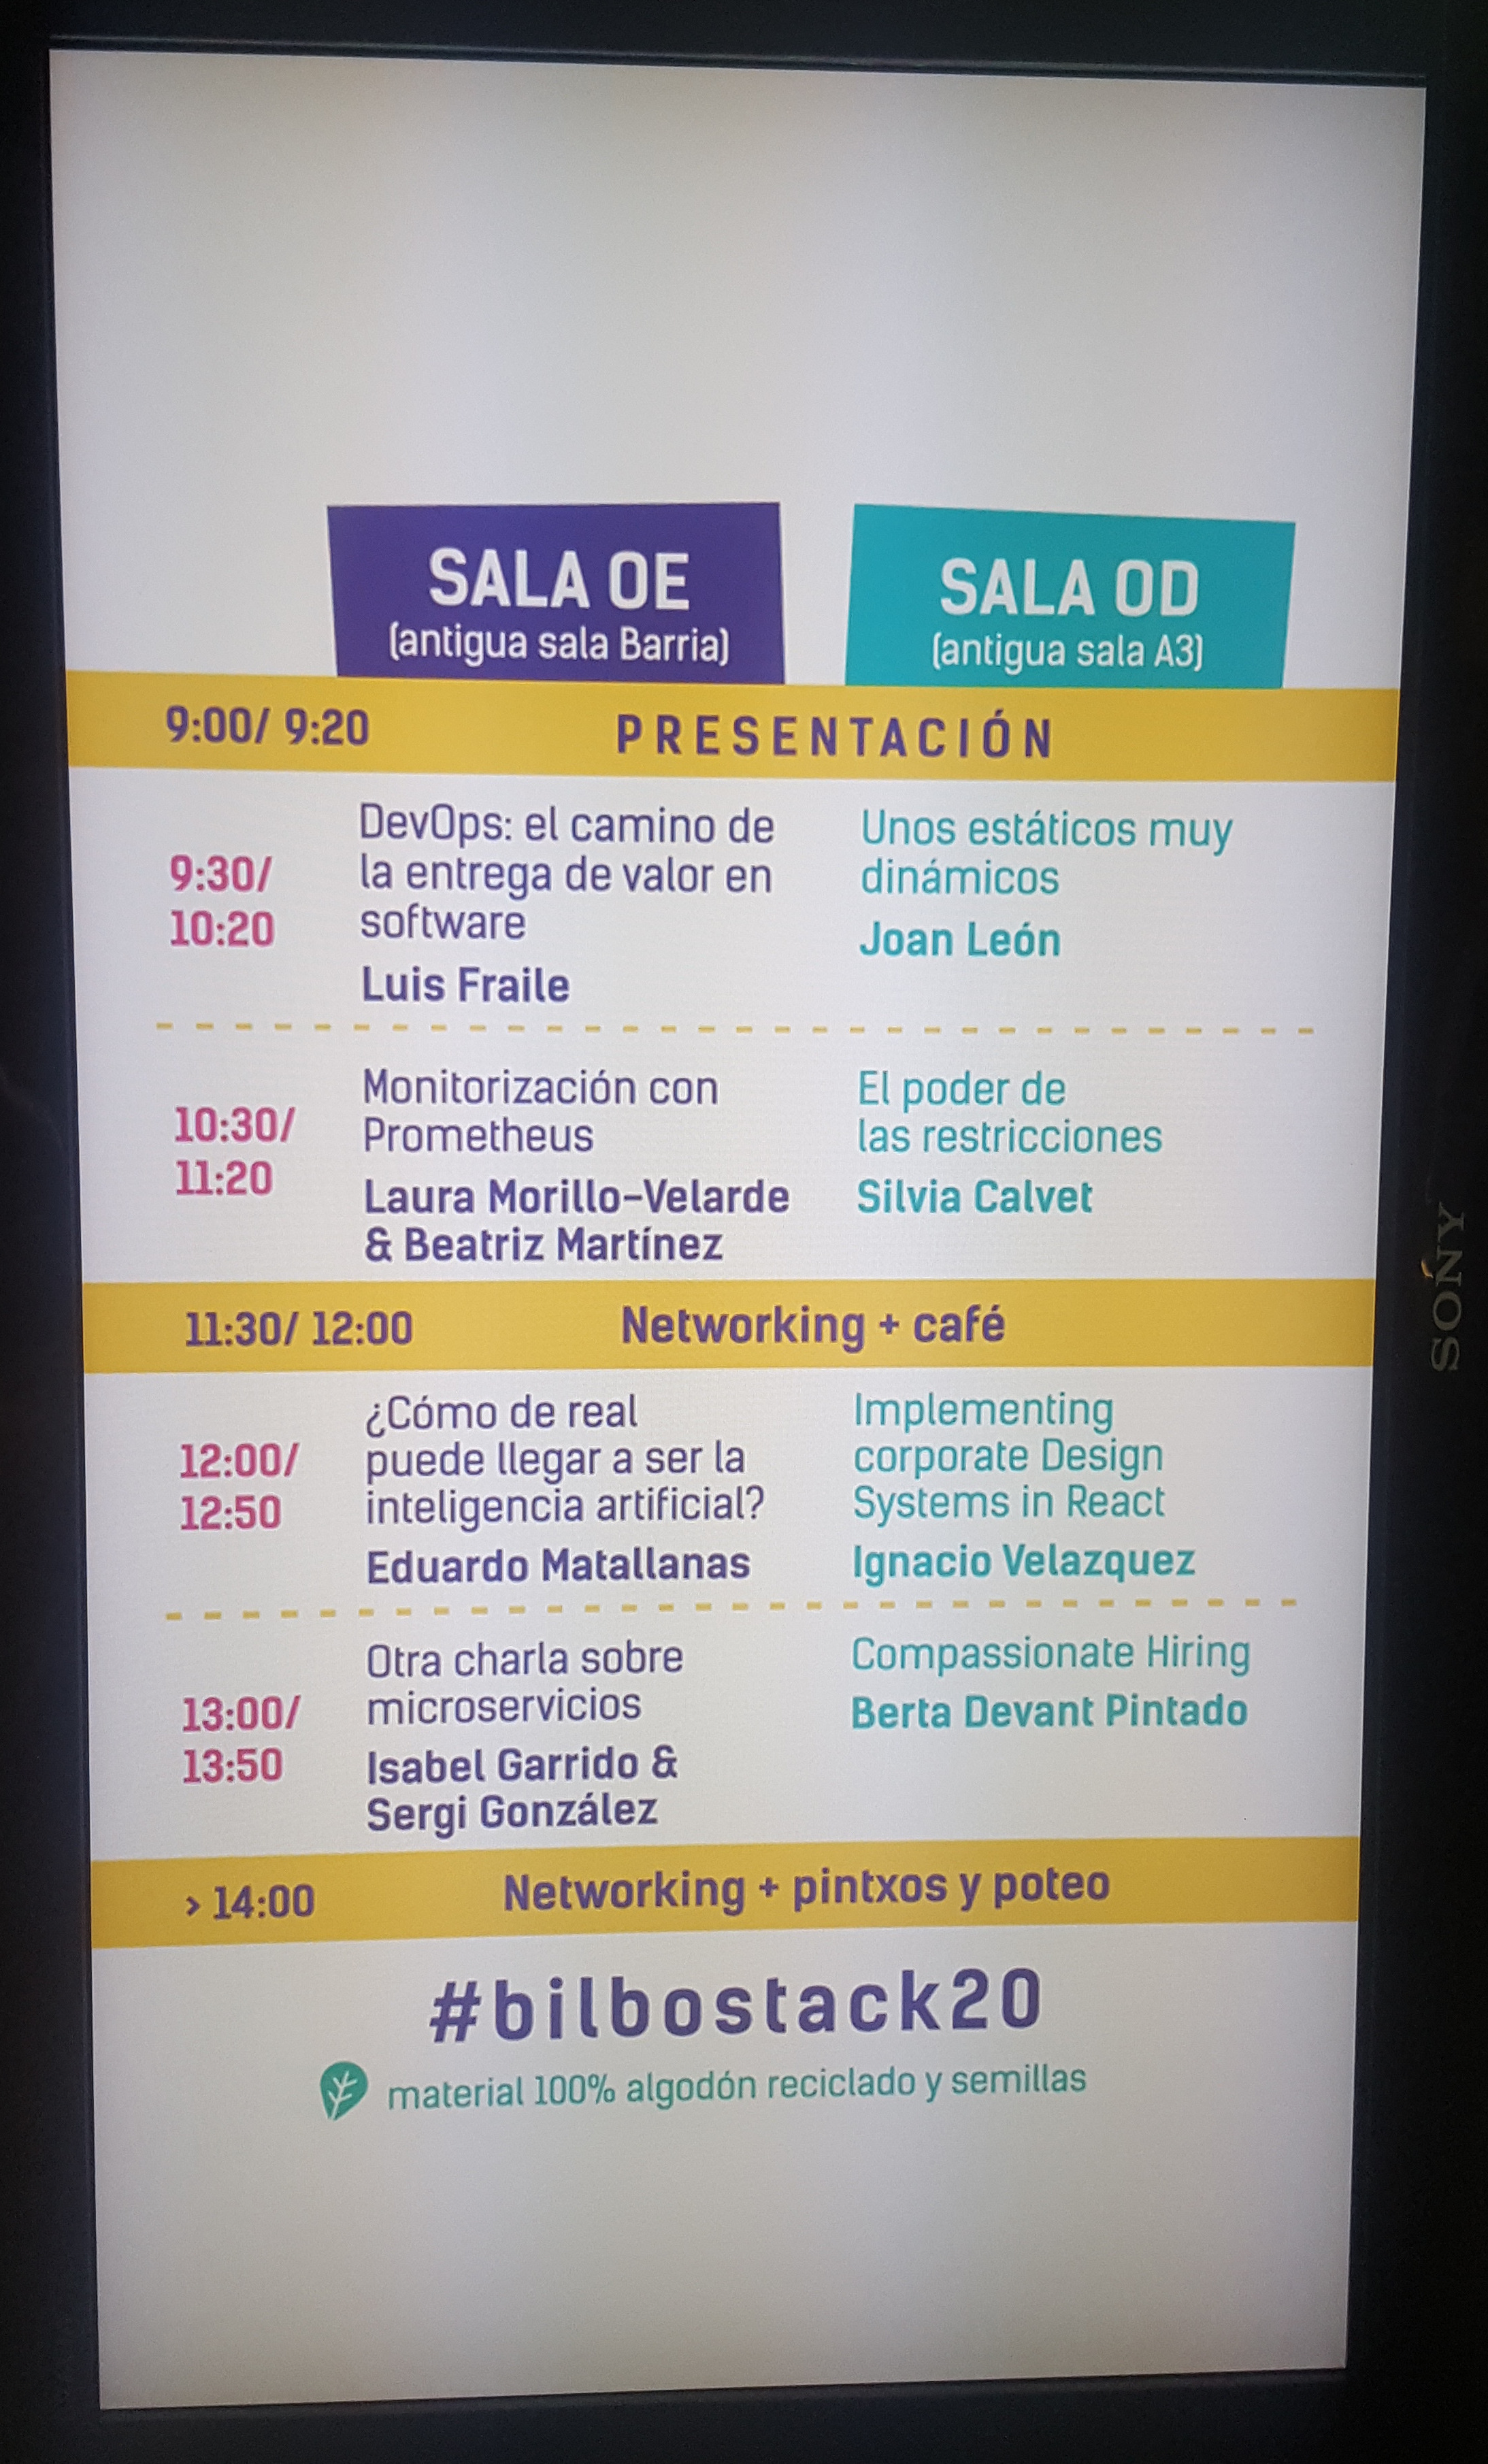 SALA OE
(antigua sala Barria)
SALA OD
(antigua sala A3)
9:00/ 9:20 PRESENTACIÓN
9:30/
10:20
DevOps: el camino de
la entrega de valor en
software
Luis Fraile
Unos estáticos muy
dinámicos
Joan León
10:30/
11:20
Monitorización con
Prometheus
Laura Morillo-Velarde
& Beatriz Martínez
El poder de
las restricciones
Silvia Calvet
11:30/ 12:00 Networking + café
12:00/
12:50
¿Cómo de real
puede llegar a ser la
inteligencia artificial?
Eduardo Matallanas
Implementing
corporate Design
Systems in React
Ignacio Velazquez
13:00/
13:50
Otra charla sobre
microservicios
Isabel Garrido &
Sergi González
Compassionate Hiring
Berta Devant Pintado
> 14:00 Networking + pintxos y poteo
#bilbostack20
material 100% algodón reciclado y semillas
SONY